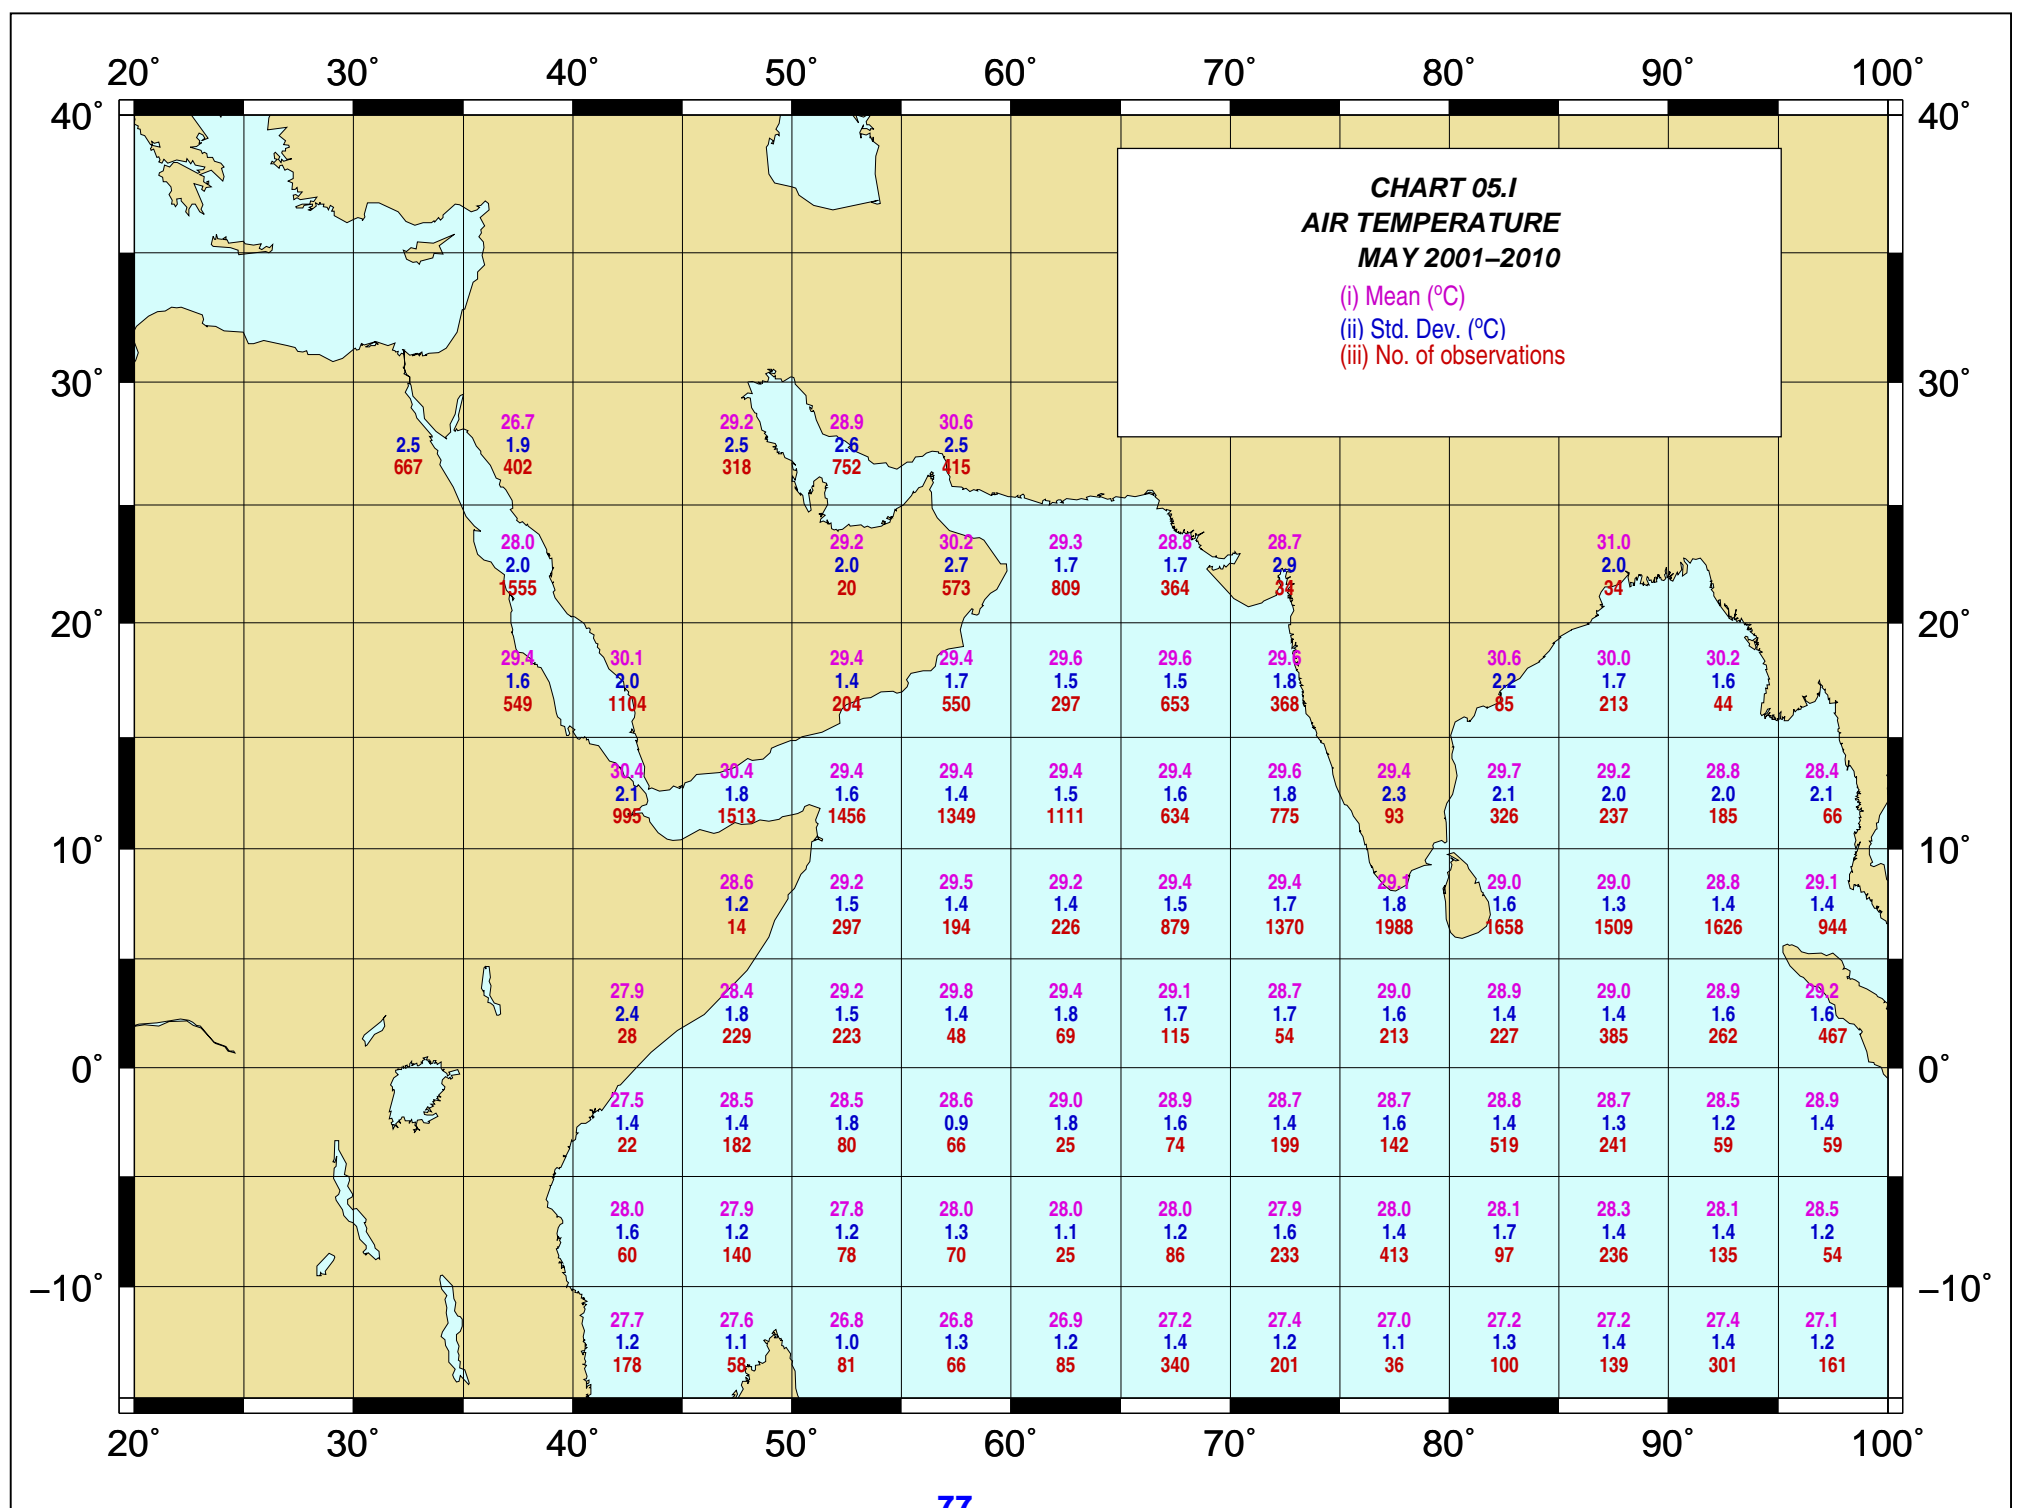 20° 30° 40° 50° 60° 70° 80° 90° 100°
40° 40°
CHART 05.I
AIR TEMPERATURE
MAY 2001–2010
(i) Mean (ºC)
(ii) Std. Dev. (ºC)
(iii) No. of observations
30° 30°
26.7 29.2 28.9 30.6
2.5 1.9 2.5 2.6 2.5
667 402 318 752 415
28.0 29.2 30.2 29.3 28.8 28.7 31.0
2.0 2.0 2.7 1.7 1.7 2.9 2.0
1555 20 573 809 364 34 34
20° 20°
29.4 30.1 29.4 29.4 29.6 29.6 29.6 30.6 30.0 30.2
1.6 2.0 1.4 1.7 1.5 1.5 1.8 2.2 1.7 1.6
549 1104 204 550 297 653 368 85 213 44
30.4 30.4 29.4 29.4 29.4 29.4 29.6 29.4 29.7 29.2 28.8 28.4
2.1 1.8 1.6 1.4 1.5 1.6 1.8 2.3 2.1 2.0 2.0 2.1
995 1513 1456 1349 1111 634 775 93 326 237 185 66
10° 10°
28.6 29.2 29.5 29.2 29.4 29.4 29.1 29.0 29.0 28.8 29.1
1.2 1.5 1.4 1.4 1.5 1.7 1.8 1.6 1.3 1.4 1.4
14 297 194 226 879 1370 1988 1658 1509 1626 944
27.9 28.4 29.2 29.8 29.4 29.1 28.7 29.0 28.9 29.0 28.9 29.2
2.4 1.8 1.5 1.4 1.8 1.7 1.7 1.6 1.4 1.4 1.6 1.6
28 229 223 48 69 115 54 213 227 385 262 467
0° 0°
27.5 28.5 28.5 28.6 29.0 28.9 28.7 28.7 28.8 28.7 28.5 28.9
1.4 1.4 1.8 0.9 1.8 1.6 1.4 1.6 1.4 1.3 1.2 1.4
22 182 80 66 25 74 199 142 519 241 59 59
28.0 27.9 27.8 28.0 28.0 28.0 27.9 28.0 28.1 28.3 28.1 28.5
1.6 1.2 1.2 1.3 1.1 1.2 1.6 1.4 1.7 1.4 1.4 1.2
60 140 78 70 25 86 233 413 97 236 135 54
−10° −10°
27.7 27.6 26.8 26.8 26.9 27.2 27.4 27.0 27.2 27.2 27.4 27.1
1.2 1.1 1.0 1.3 1.2 1.4 1.2 1.1 1.3 1.4 1.4 1.2
178 58 81 66 85 340 201 36 100 139 301 161
20° 30° 40° 50° 60° 70° 80° 90° 100°
77